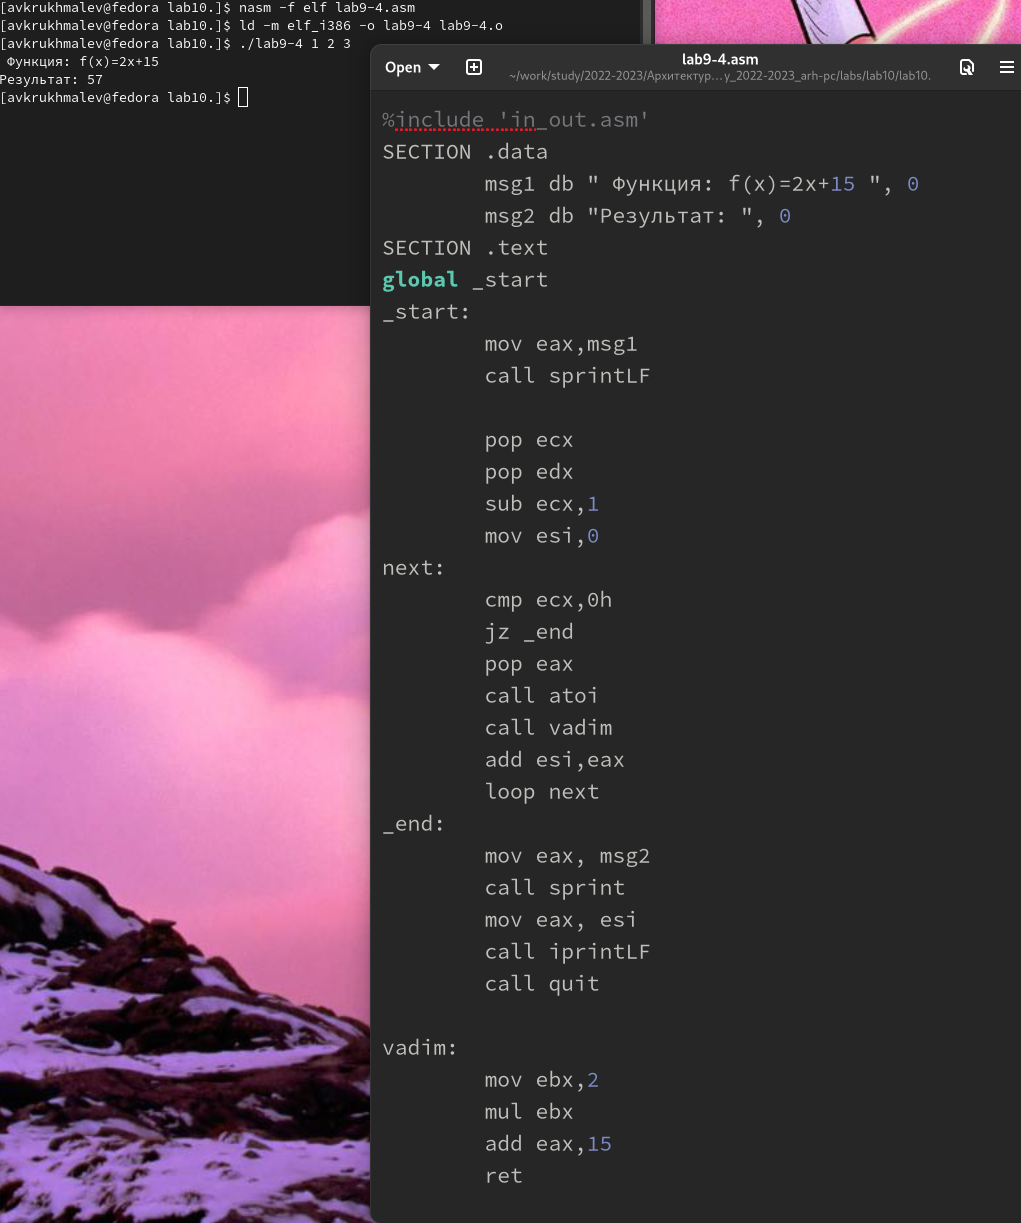 [avkrukhmalev@fedora lab10.]$ nasm -f elf lab9-4.asm
[avkrukhmalev@fedora lab10.]$ ld -m elf_i386 -o lab9-4 lab9-4.o
[avkrukhmalev@fedora lab10.]$ ./lab9-4 1 2 3
Функция: f(x)=2x+15
Результат: 57
[avkrukhmalev@fedora lab10.]$
Open
lab9-4.asm
~/work/study/2022-2023/Архитектур…y_2022-2023_arh-pc/labs/lab10/lab10.
%include 'in_out.asm'
SECTION .data
msg1 db " Функция: f(x)=2x+15 ", 0
msg2 db "Результат: ", 0
SECTION .text
global _start
_start:
mov eax,msg1
call sprintLF
pop ecx
pop edx
sub ecx,1
mov esi,0
next:
cmp ecx,0h
jz _end
pop eax
call atoi
call vadim
add esi,eax
loop next
_end:
mov eax, msg2
call sprint
mov eax, esi
call iprintLF
call quit
vadim:
mov ebx,2
mul ebx
add eax,15
ret